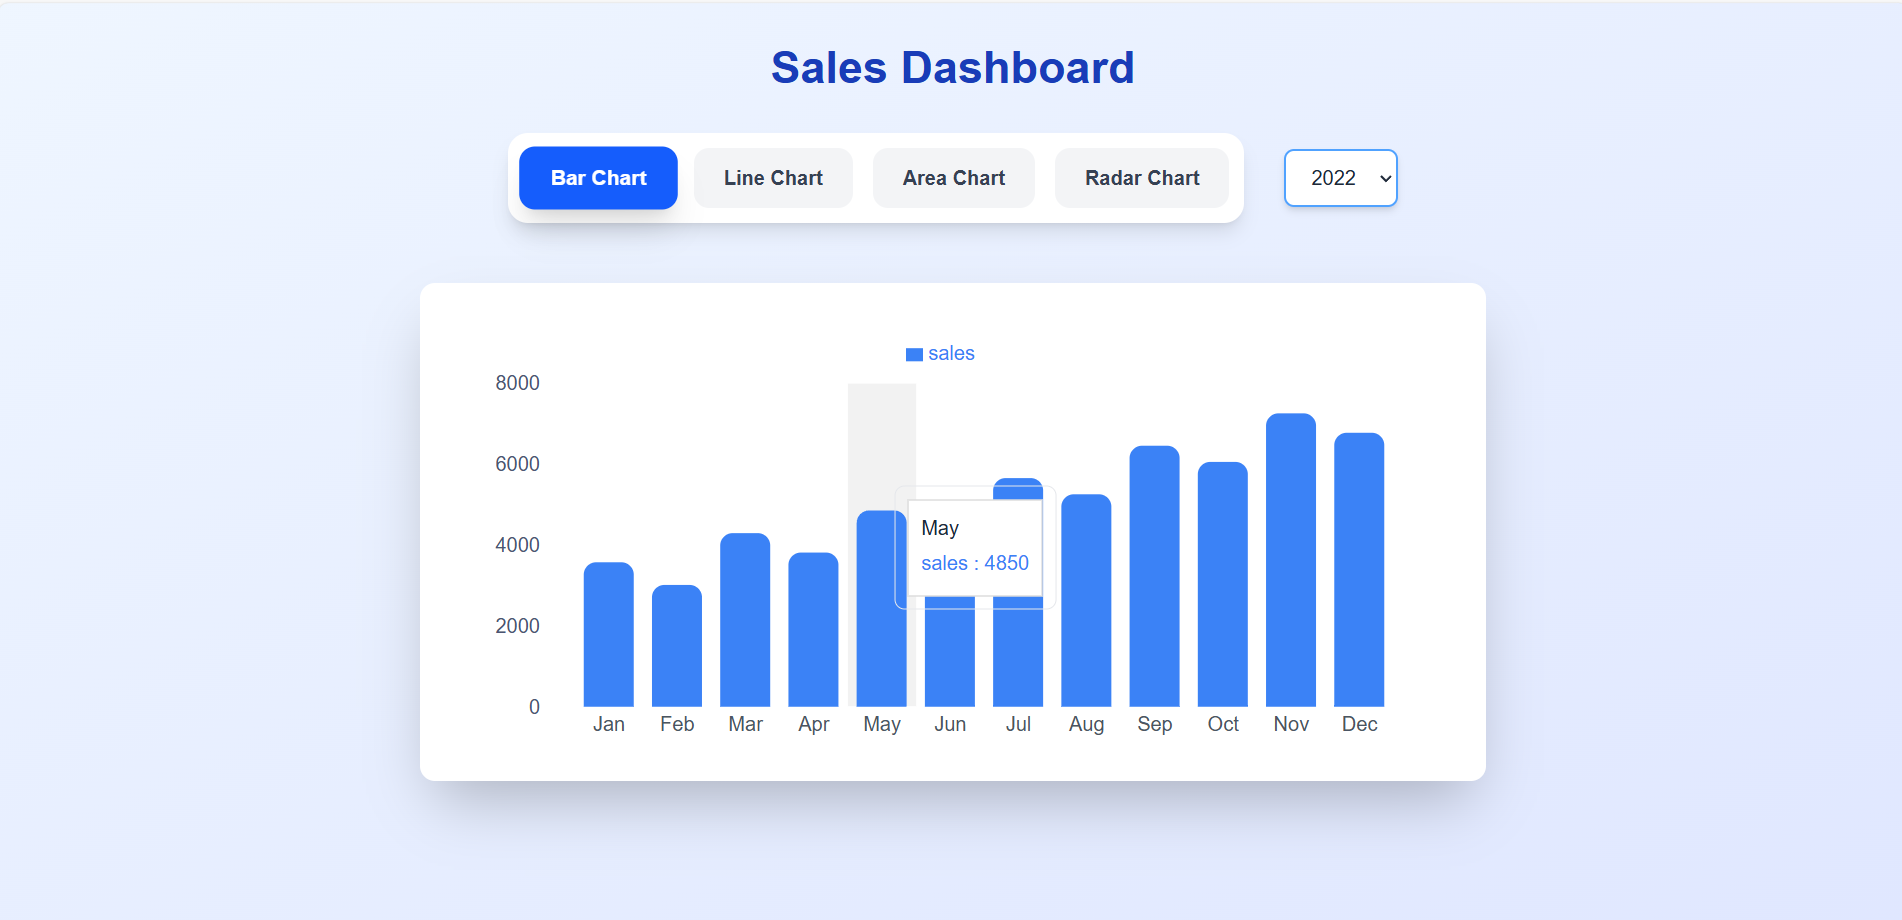 Sales Dashboard
Bar Chart Line Chart Area Chart Radar Chart 2022
sales
8000
6000
4000
2000
0
May
sales : 4850
Jan Feb Mar Apr May Jun Jul Aug Sep Oct Nov Dec